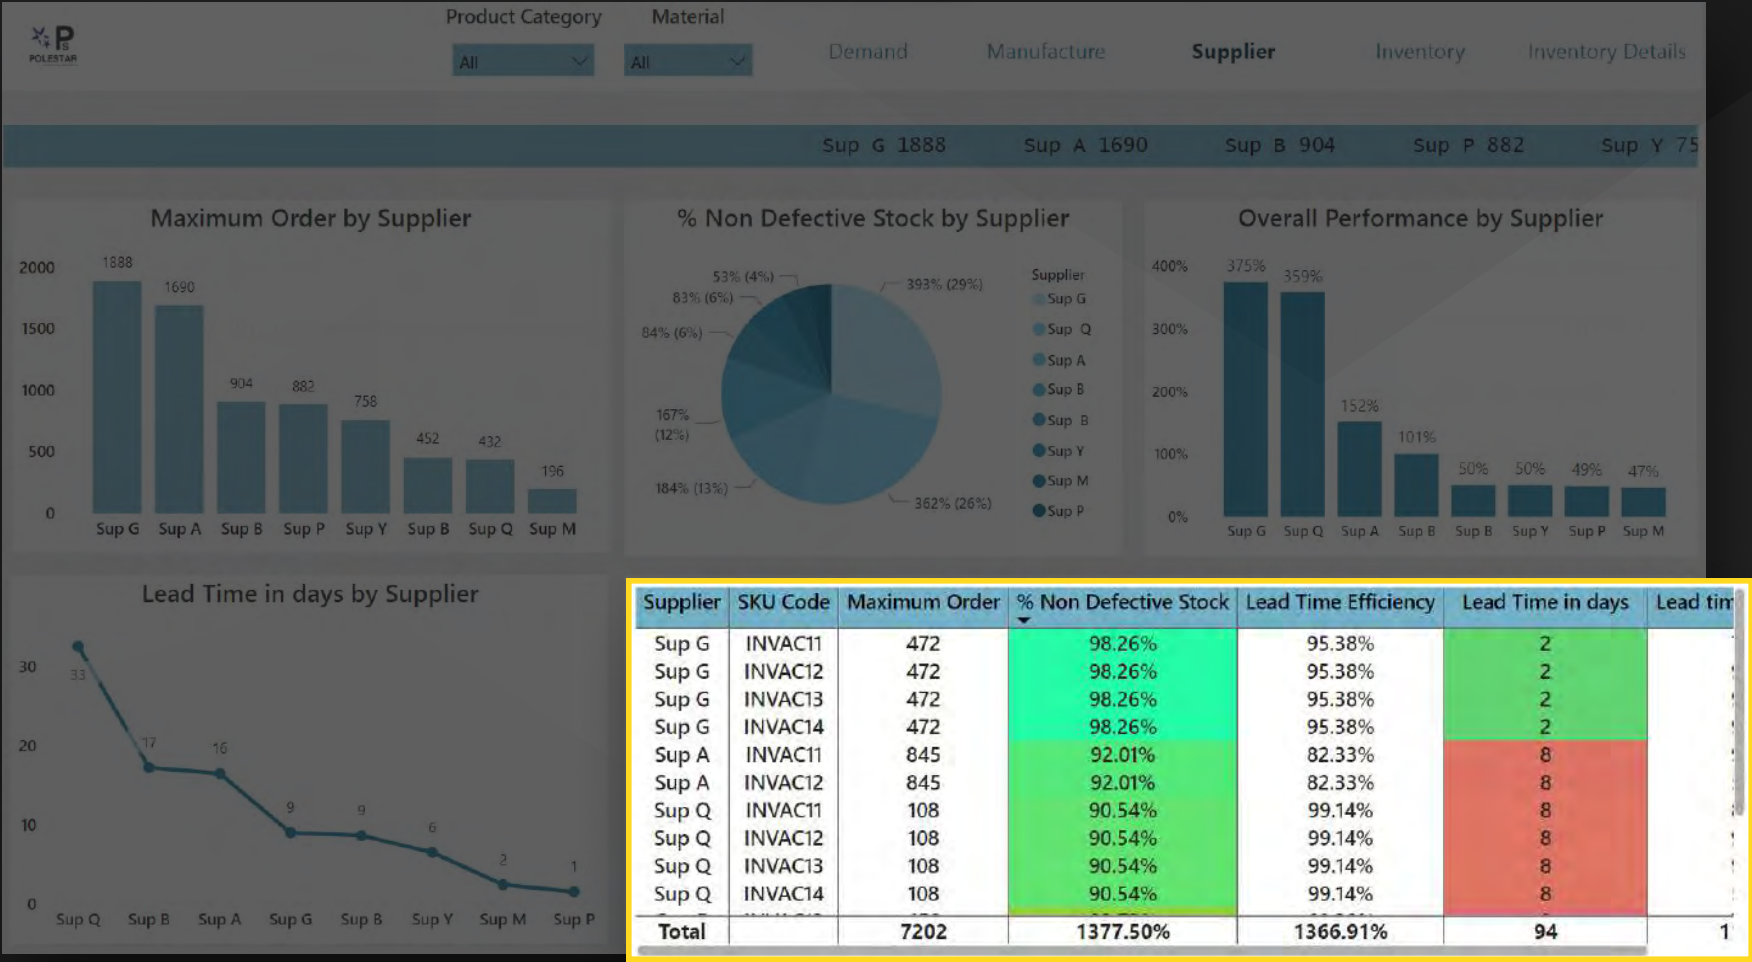 Product Category
Material
PS
POLESTAR
All
All
Demand
Manufacture
Supplier
Inventory
Inventory Details
Sup G 1888
Sup A 1690
Sup B 904
Sup P 882
Sup Y 75
Maximum Order by Supplier
2000
1500
1000
500
0
1888
1690
904
882
758
452
432
196
Sup G Sup A Sup B Sup P Sup Y Sup B Sup Q Sup M
% Non Defective Stock by Supplier
53% (4%)
83% (6%)
84% (6%)
167%
(12%)
184% (13%)
393% (29%)
362% (26%)
Supplier
Sup G
Sup Q
Sup A
Sup B
Sup B
Sup Y
Sup M
Sup P
Overall Performance by Supplier
400%
300%
200%
100%
0%
375%
359%
152%
101%
50%
50%
49%
47%
Sup G Sup Q Sup A Sup B Sup B Sup Y Sup P Sup M
Lead Time in days by Supplier
30
20
10
0
33
17
16
9
9
6
2
1
Sup Q Sup B Sup A Sup G Sup B Sup Y Sup M Sup P
Supplier SKU Code Maximum Order % Non Defective Stock Lead Time Efficiency Lead Time in days Lead tim
Sup G INVAC11 472 98.26% 95.38% 2
Sup G INVAC12 472 98.26% 95.38% 2
Sup G INVAC13 472 98.26% 95.38% 2
Sup G INVAC14 472 98.26% 95.38% 2
Sup A INVAC11 845 92.01% 82.33% 8
Sup A INVAC12 845 92.01% 82.33% 8
Sup Q INVAC11 108 90.54% 99.14% 8
Sup Q INVAC12 108 90.54% 99.14% 8
Sup Q INVAC13 108 90.54% 99.14% 8
Sup Q INVAC14 108 90.54% 99.14% 8
Total 7202 1377.50% 1366.91% 94 1